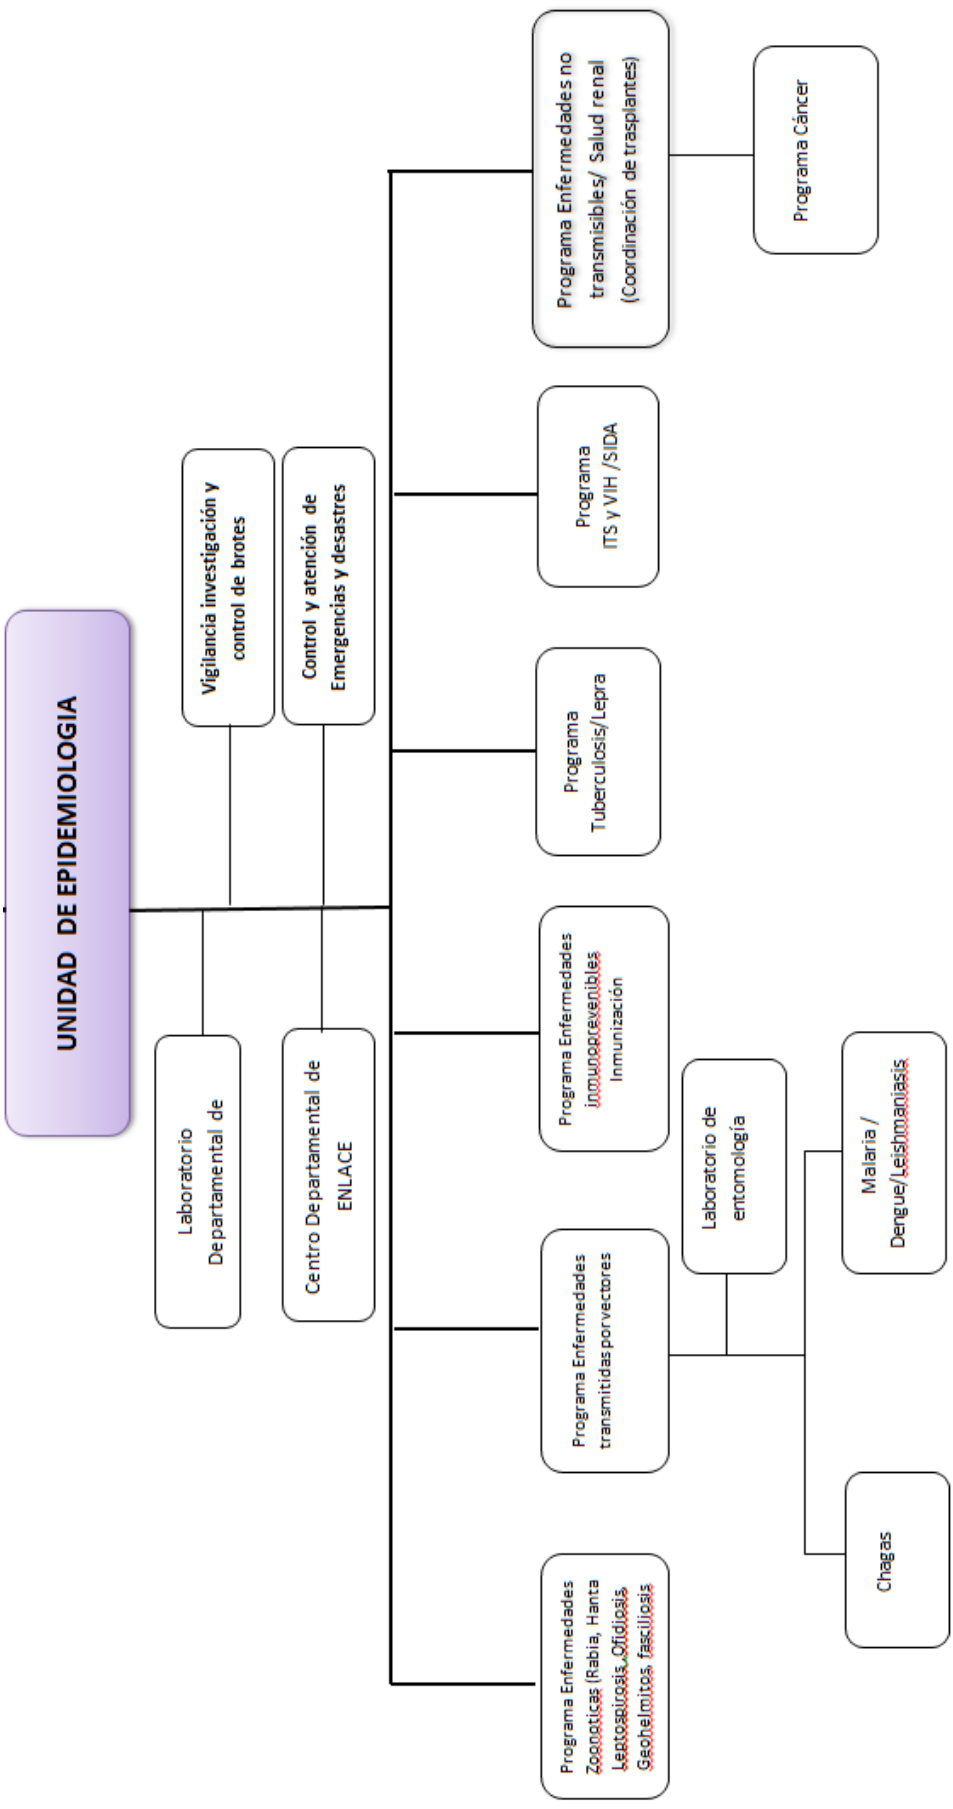 UNIDAD DE EPIDEMIOLOGIA
Laboratorio
Departamental de
Vigilancia investigación y
control de brotes
Centro Departamental de
ENLACE
Control y atención de
Emergencias y desastres
Programa Enfermedades
Zoonoticas (Rabia, Hanta
Leptospirosis,Ofidiosis,
Geohelmitos, fasciliosis
Programa Enfermedades
transmitidas por vectores
Programa Enfermedades
inmunoprevenibles
Inmunización
Programa
Tuberculosis/Lepra
Programa
ITS y VIH /SIDA
Programa Enfermedades no
transmisibles/ Salud renal
(Coordinación de trasplantes)
Laboratorio de
entomología
Chagas
Malaria /
Dengue/Leishmaniasis
Programa Cáncer